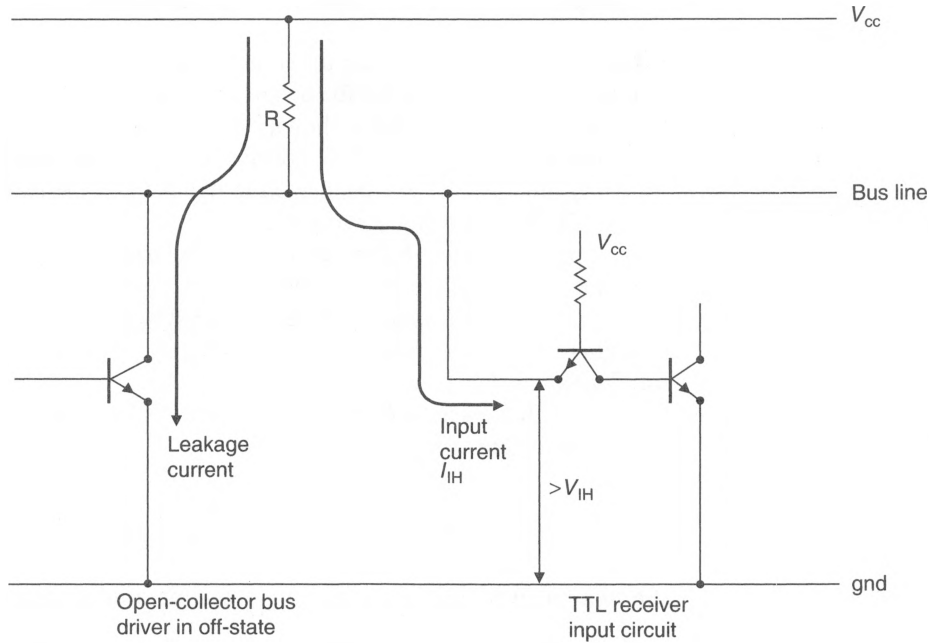 V_cc
R
Bus line
V_cc
Leakage
current
Input
current
I_IH
>V_IH
gnd
Open-collector bus
driver in off-state
TTL receiver
input circuit